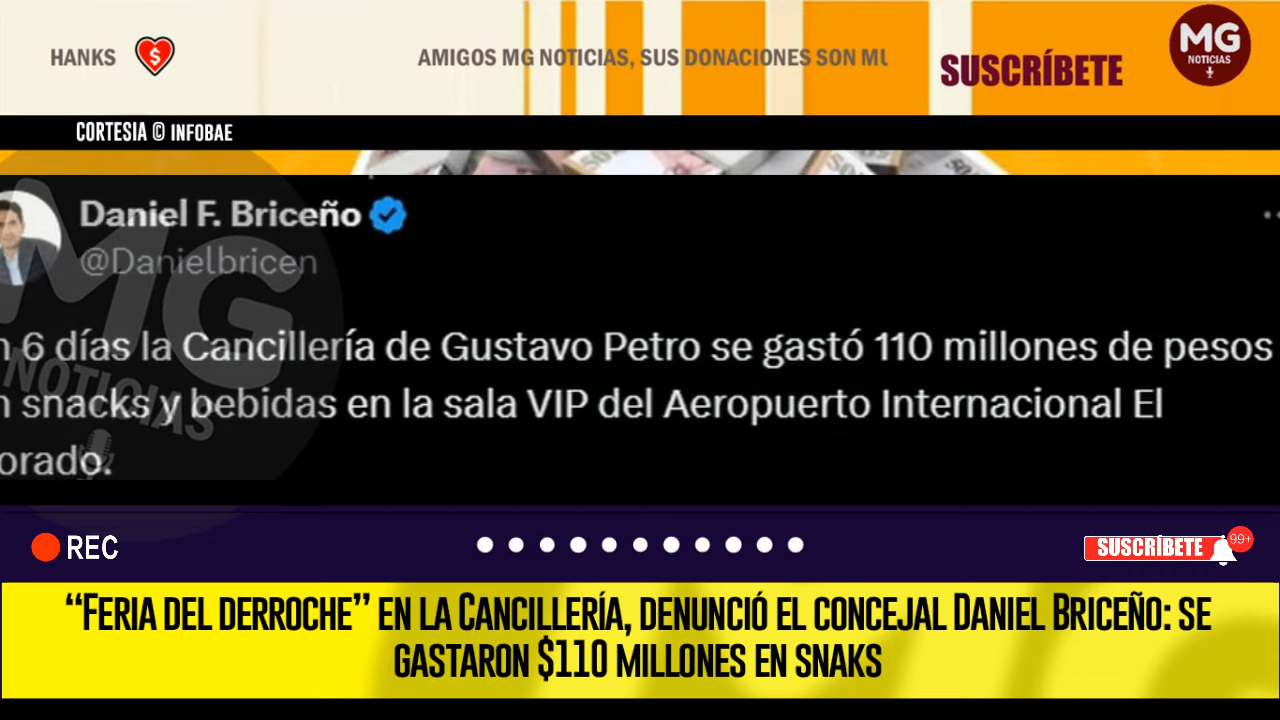 HANKS
AMIGOS MG NOTICIAS, SUS DONACIONES SON MU
SUSCRÍBETE
MG
NOTICIAS
CORTESIA © INFOBAE
Daniel F. Briceño
@Danielbricen
n 6 días la Cancillería de Gustavo Petro se gastó 110 millones de pesos
n snacks y bebidas en la sala VIP del Aeropuerto Internacional El
orado.
MG
NOTICIAS
REC
SUSCRÍBETE
99+
“FERIA DEL DERROCHE” EN LA CANCILLERÍA, DENUNCIÓ EL CONCEJAL DANIEL BRICEÑO: SE
GASTARON $110 MILLONES EN SNAKS